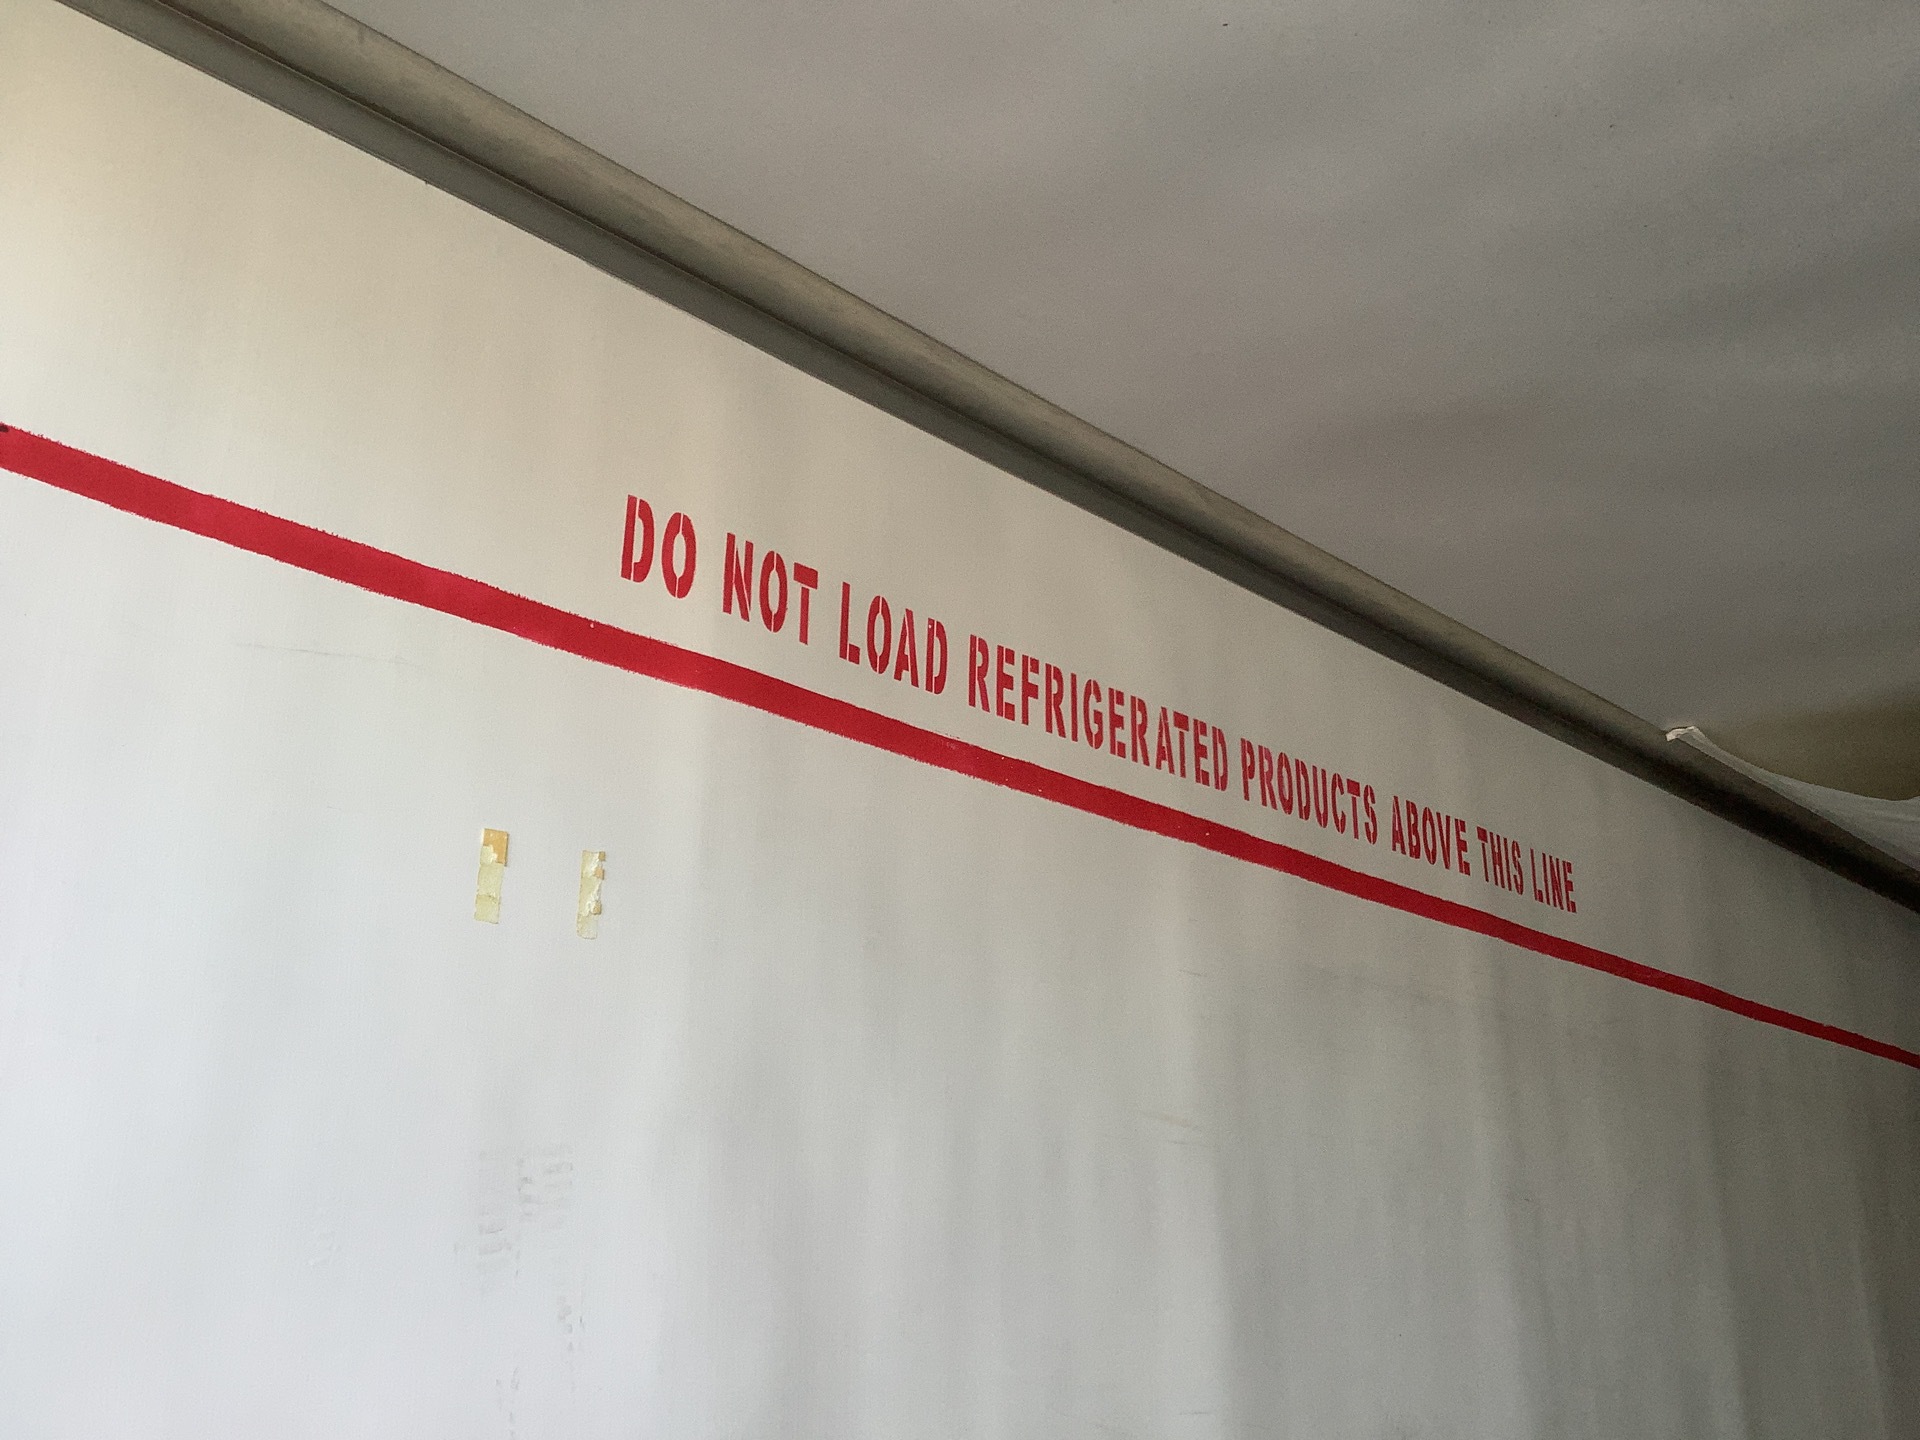 DO NOT LOAD REFRIGERATED PRODUCTS ABOVE THIS LINE